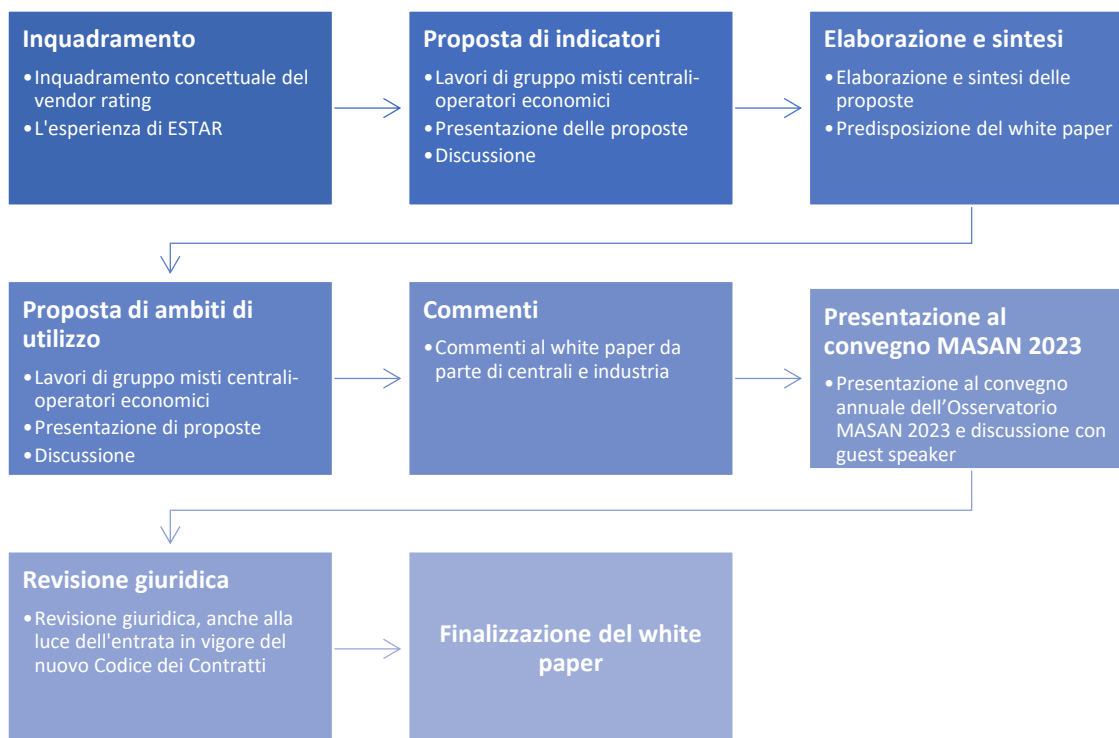 Inquadramento
•Inquadramento concettuale del
vendor rating
•L'esperienza di ESTAR
Proposta di indicatori
•Lavori di gruppo misti centrali-
operatori economici
•Presentazione delle proposte
•Discussione
Elaborazione e sintesi
•Elaborazione e sintesi delle
proposte
•Predisposizione del white paper
Proposta di ambiti di
utilizzo
•Lavori di gruppo misti centrali-
operatori economici
•Presentazione di proposte
•Discussione
Commenti
•Commenti al white paper da
parte di centrali e industria
Presentazione al
convegno MASAN 2023
•Presentazione al convegno
annuale dell’Osservatorio
MASAN 2023 e discussione con
guest speaker
Revisione giuridica
•Revisione giuridica, anche alla
luce dell'entrata in vigore del
nuovo Codice dei Contratti
Finalizzazione del white
paper